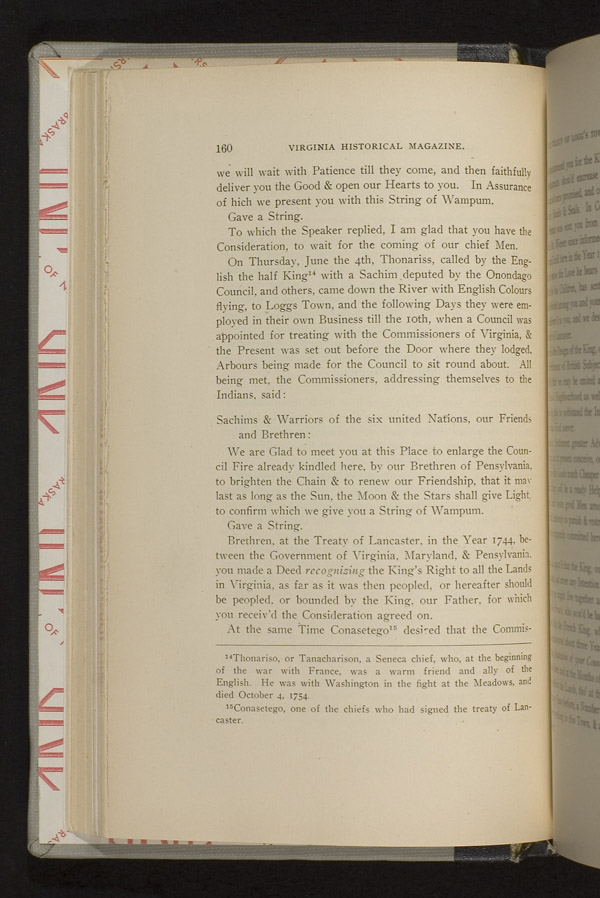 160 VIRGINIA HISTORICAL MAGAZINE.
we will wait with Patience till they come, and then faithfully
deliver you the Good & open our Hearts to you. In Assurance
of hich we present you with this String of Wampum.
Gave a String.
To which the Speaker replied, I am glad that you have the
Consideration, to wait for the coming of our chief Men.
On Thursday, June the 4th, Thonariss, called by the Eng-
lish the half King¹⁴ with a Sachim deputed by the Onondago
Council, and others, came down the River with English Colours
flying, to Loggs Town, and the following Days they were em-
ployed in their own Business till the 10th, when a Council was
appointed for treating with the Commissioners of Virginia, &
the Present was set out before the Door where they lodged,
Arbours being made for the Council to sit round about. All
being met, the Commissioners, addressing themselves to the
Indians, said:
Sachims & Warriors of the six united Nations, our Friends
and Brethren:
We are Glad to meet you at this Place to enlarge the Coun-
cil Fire already kindled here, by our Brethren of Pensylvania,
to brighten the Chain & to renew our Friendship, that it may
last as long as the Sun, the Moon & the Stars shall give Light,
to confirm which we give you a String of Wampum.
Gave a String.
Brethren, at the Treaty of Lancaster, in the Year 1744, be-
tween the Government of Virginia, Maryland, & Pensylvania,
you made a Deed recognizing the King's Right to all the Lands
in Virginia, as far as it was then peopled, or hereafter should
be peopled, or bounded by the King, our Father, for which
you receiv'd the Consideration agreed on.
At the same Time Conasetego¹⁵ desired that the Commis-
¹⁴Thonariso, or Tanacharison, a Seneca chief, who, at the beginning
of the war with France, was a warm friend and ally of the
English. He was with Washington in the fight at the Meadows, and
died October 4, 1754.
¹⁵Conasetego, one of the chiefs who had signed the treaty of Lan-
caster.